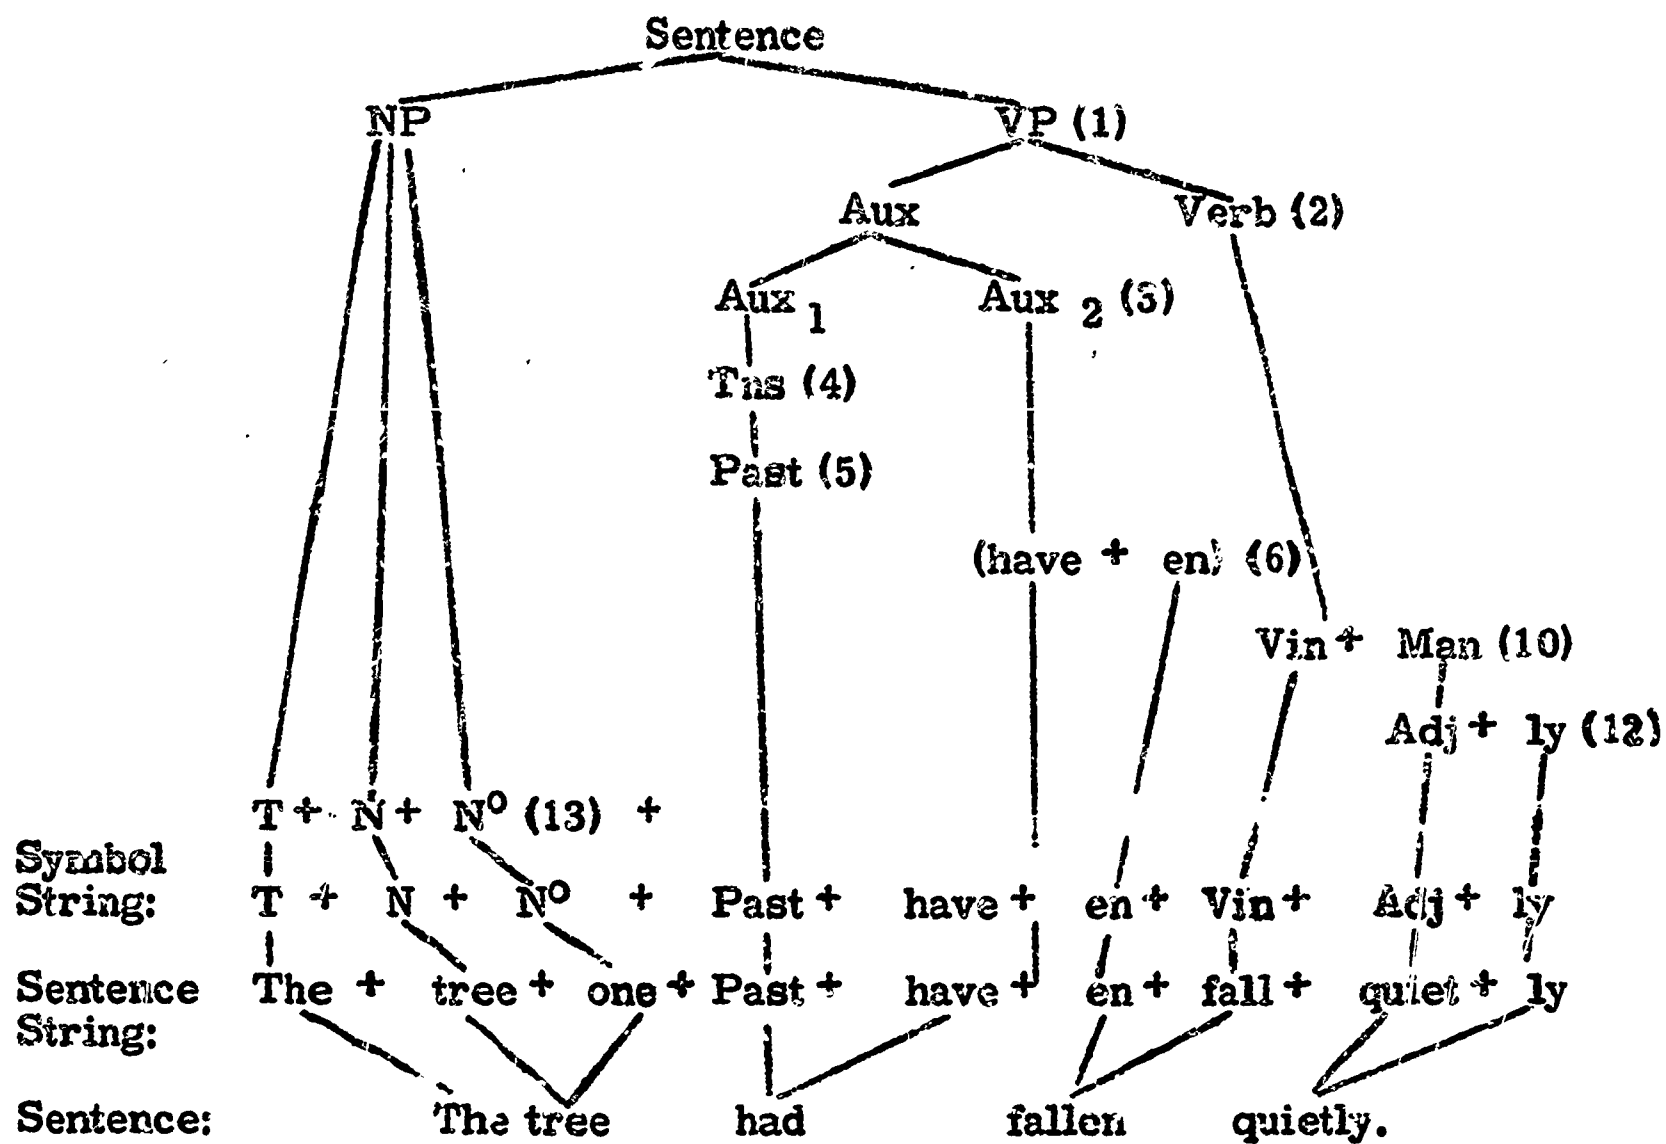 Sentence
NP VP (1)
Aux Verb (2)
Aux 1 Aux 2 (3)
Tns (4)
Past (5)
(have + en) (6)
Vin + Man (10)
Adj + ly (12)
T + N + N° (13) +
Symbol
String: T + N + N° + Past + have + en + Vin + Adj + ly
Sentence The + tree + one + Past + have + en + fall + quiet + ly
String:
Sentence: The tree had fallen quietly.